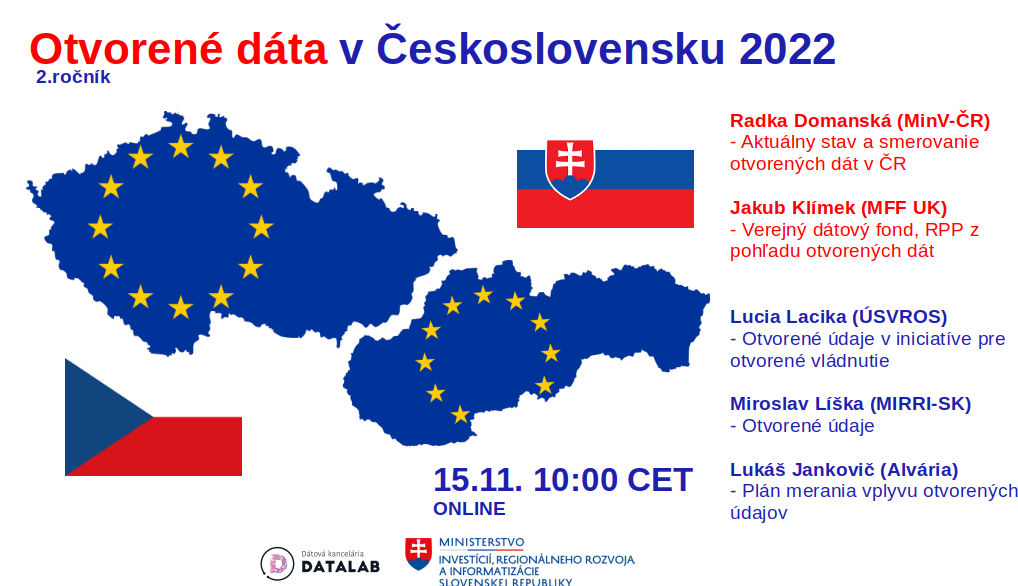 Otvorené dáta v Československu 2022
2.ročník
Radka Domanská (MinV-ČR)
- Aktuálny stav a smerovanie
otvorených dát v ČR
Jakub Klímek (MFF UK)
- Verejný dátový fond, RPP z
pohľadu otvorených dát
Lucia Lacika (ÚSVROS)
- Otvorené údaje v iniciatíve pre
otvorené vládnutie
Miroslav Líška (MIRRI-SK)
- Otvorené údaje
Lukáš Jankovič (Alvária)
- Plán merania vplyvu otvorených
údajov
15.11. 10:00 CET
ONLINE
Dátová kancelária
DATALAB
MINISTERSTVO
INVESTÍCIÍ, REGIONÁLNEHO ROZVOJA
A INFORMATIZÁCIE
SLOVENSKEJ REPUBLIKY